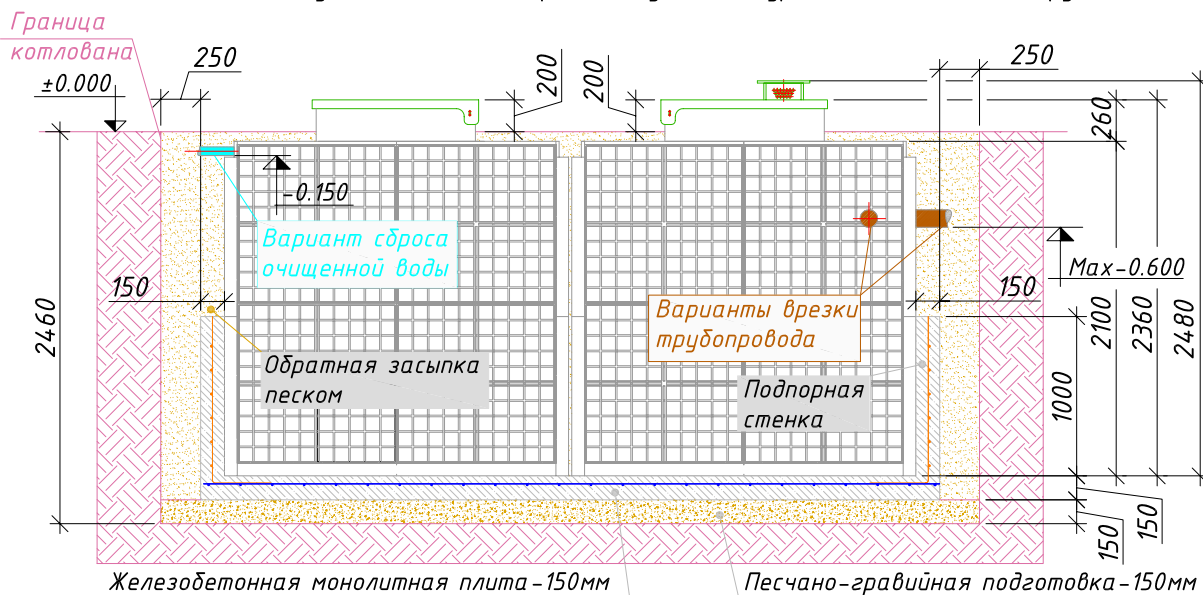 Граница
котлована
±0.000
250
200
200
250
260
-0.150
Вариант сброса
очищенной воды
Max-0.600
150
150
2460
Варианты врезки
трубопровода
2100
2360
2480
Обратная засыпка
песком
Подпорная
стенка
1000
150
150
Железобетонная монолитная плита-150мм
Песчано-гравийная подготовка-150мм